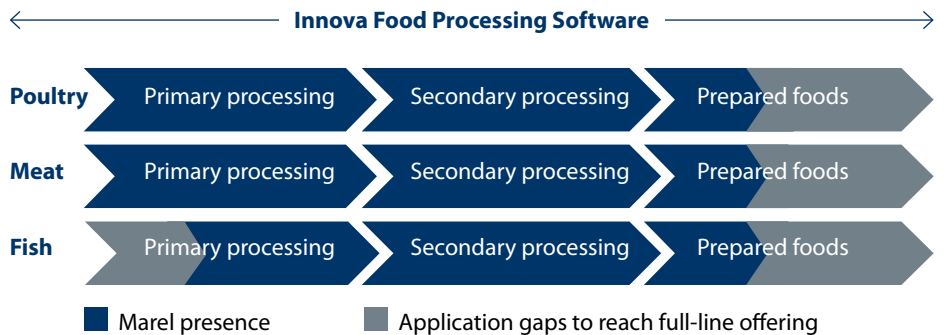 Innova Food Processing Software
Poultry Primary processing Secondary processing Prepared foods
Meat Primary processing Secondary processing Prepared foods
Fish Primary processing Secondary processing Prepared foods
Marel presence Application gaps to reach full-line offering